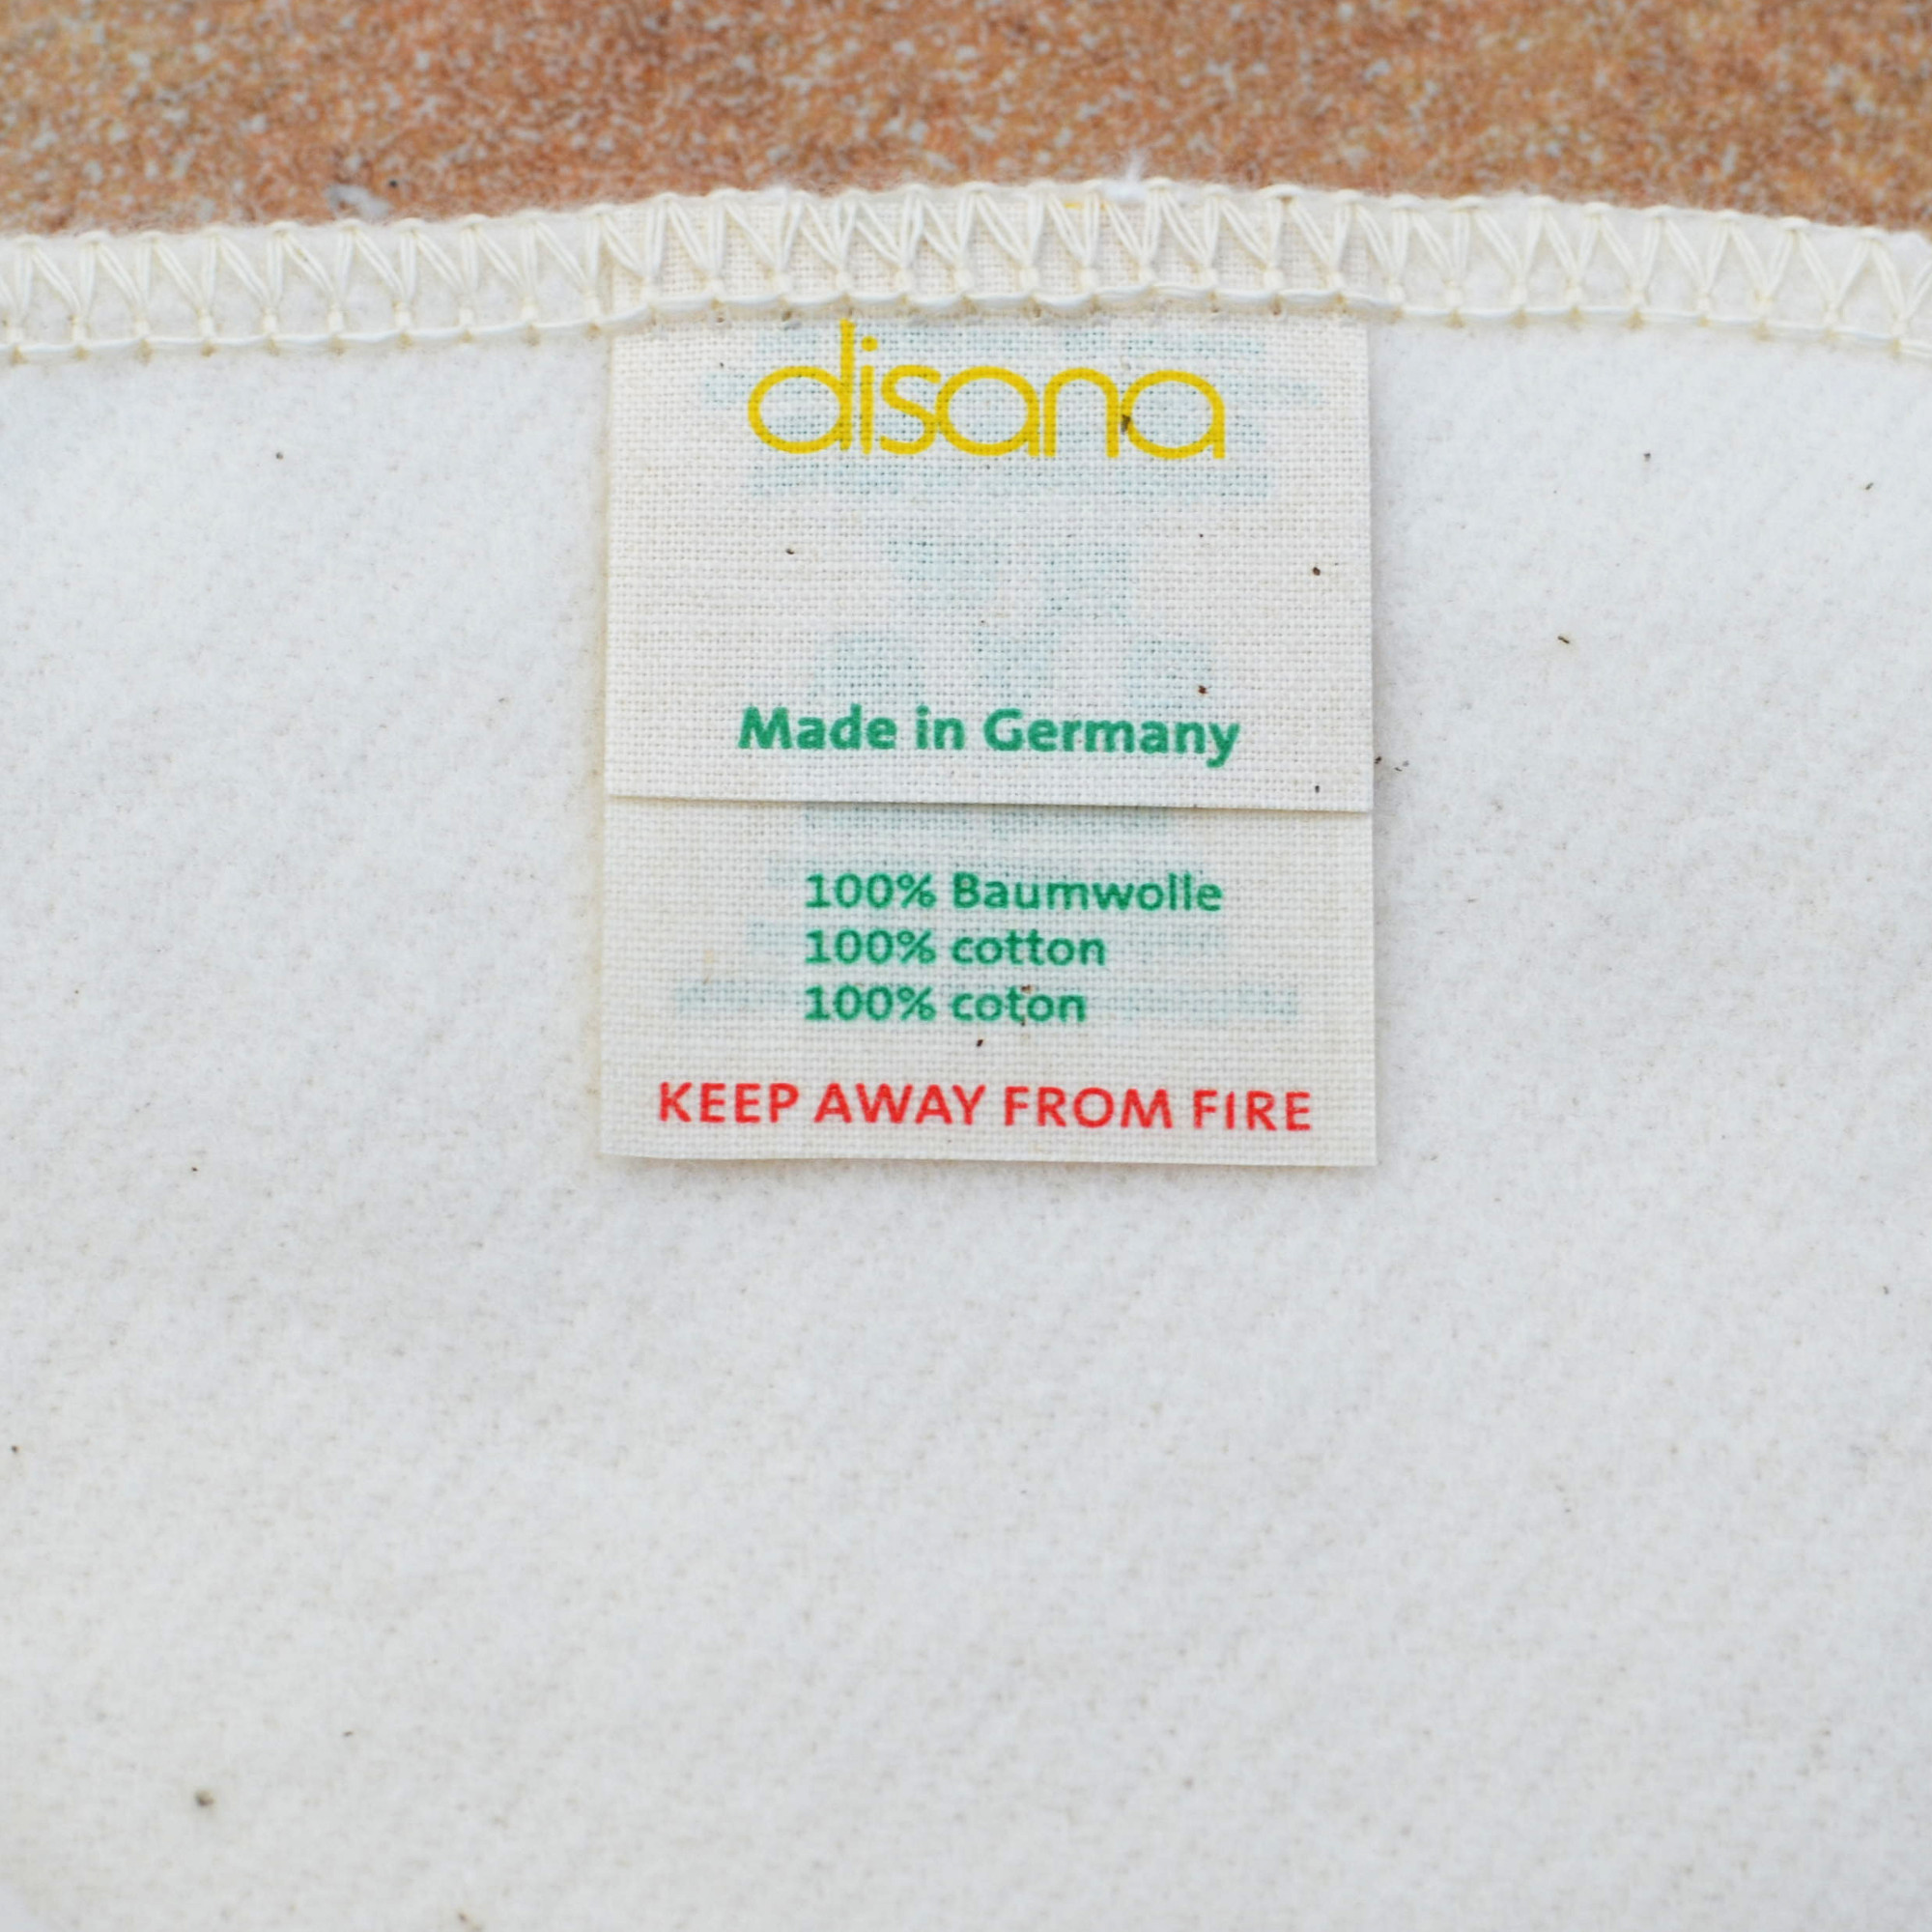 disana
Made in Germany
100% Baumwolle
100% cotton
100% coton
KEEP AWAY FROM FIRE